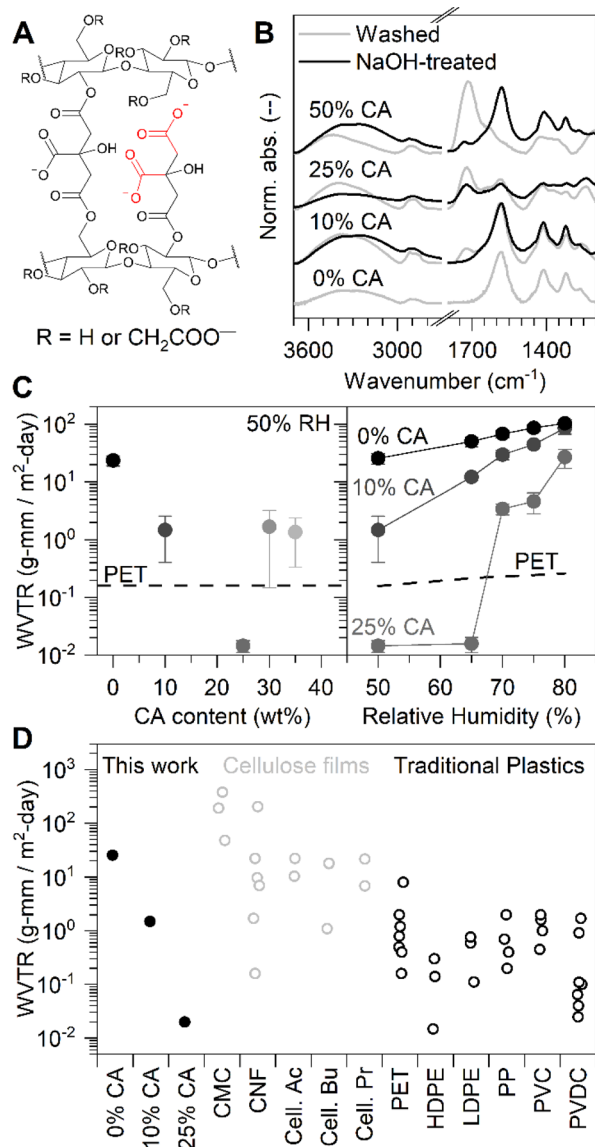 A
B
RO
OR
RO
OR
O
O
O
O
O
RO
O
OR
OR
O
O
O
O
O⁻
⁻O
O
OH
O
OH
O
O⁻
O
O
O
O
O
RO
OR
O
O
O
O
RO
O
OR
OR
OR
R = H or CH₂COO⁻
Washed
NaOH-treated
50% CA
25% CA
10% CA
0% CA
Norm. abs. (--)
3600 3000 1700 1400
Wavenumber (cm⁻¹)
C
WVTR (g-mm / m²-day)
10²
10¹
10⁰
10⁻¹
10⁻²
50% RH
PET
0 10 20 30 40
CA content (wt%)
0% CA
10% CA
PET
25% CA
50 60 70 80
Relative Humidity (%)
D
WVTR (g-mm / m²-day)
10³
10²
10¹
10⁰
10⁻¹
10⁻²
This work Cellulose films Traditional Plastics
0% CA
10% CA
25% CA
CMC
CNF
Cell. Ac
Cell. Bu
Cell. Pr
PET
HDPE
LDPE
PP
PVC
PVDC